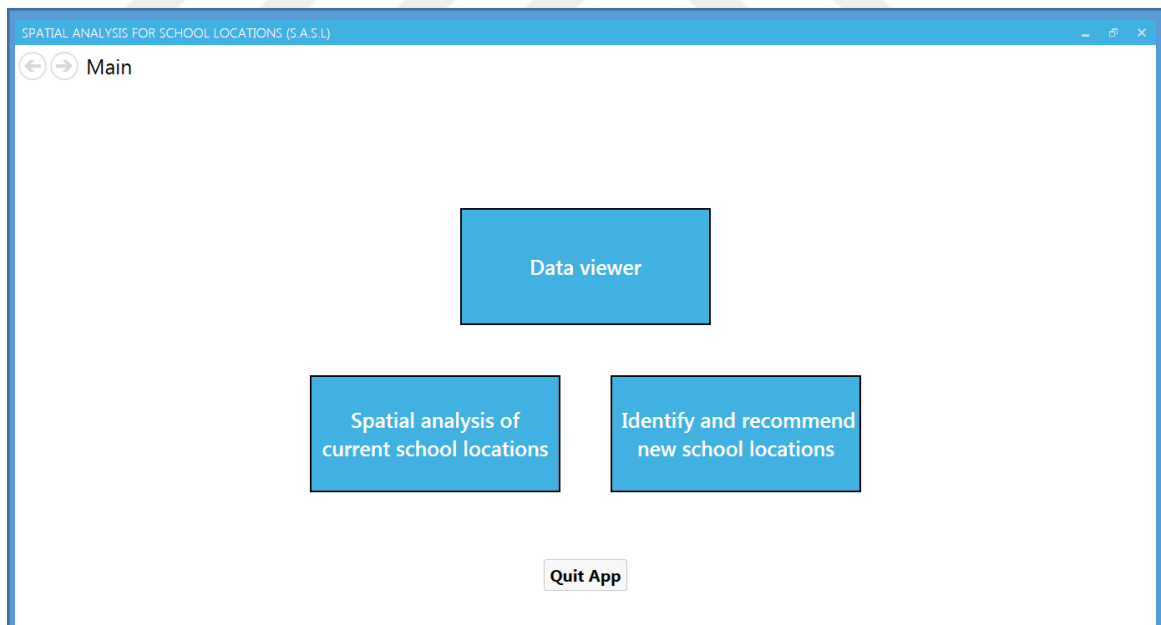 SPATIAL ANALYSIS FOR SCHOOL LOCATIONS (S.A.S.L)
Main
Data viewer
Spatial analysis of
current school locations
Identify and recommend
new school locations
Quit App